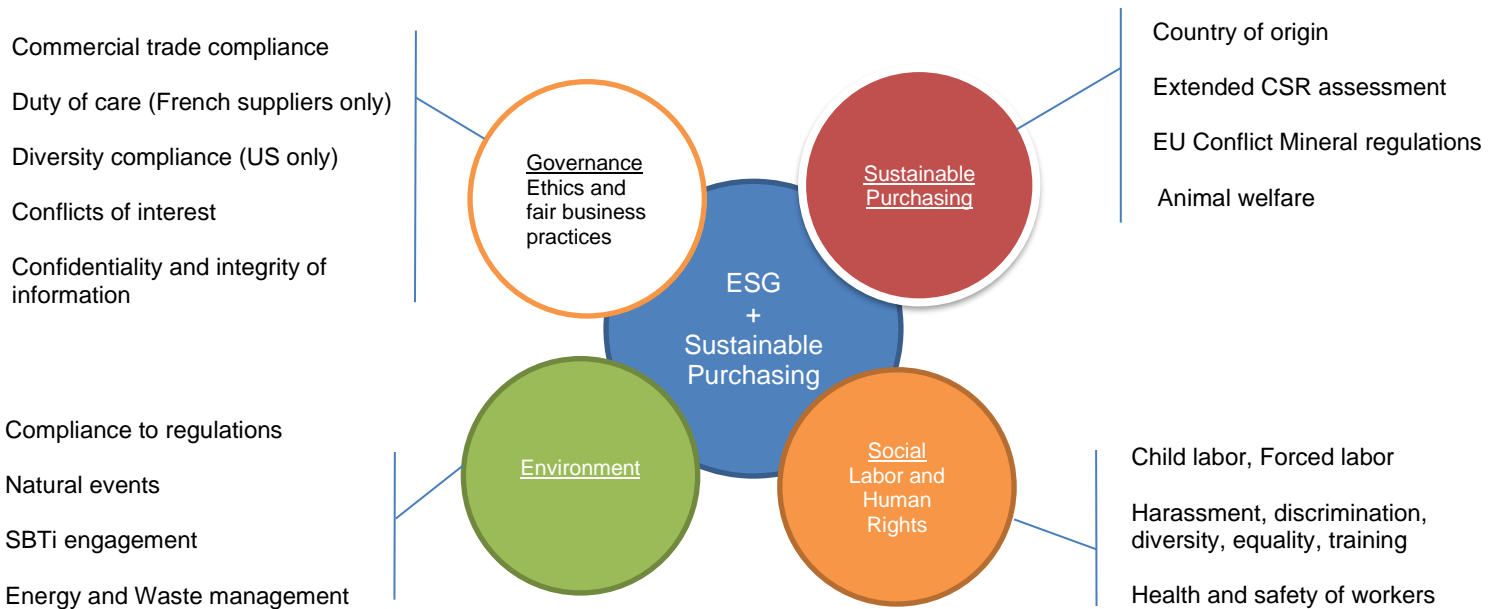 Commercial trade compliance
Duty of care (French suppliers only)
Diversity compliance (US only)
Conflicts of interest
Confidentiality and integrity of
information
Governance
Ethics and
fair business
practices
Sustainable
Purchasing
Country of origin
Extended CSR assessment
EU Conflict Mineral regulations
Animal welfare
ESG
+
Sustainable
Purchasing
Compliance to regulations
Natural events
SBTi engagement
Energy and Waste management
Environment
Social
Labor and
Human
Rights
Child labor, Forced labor
Harassment, discrimination,
diversity, equality, training
Health and safety of workers